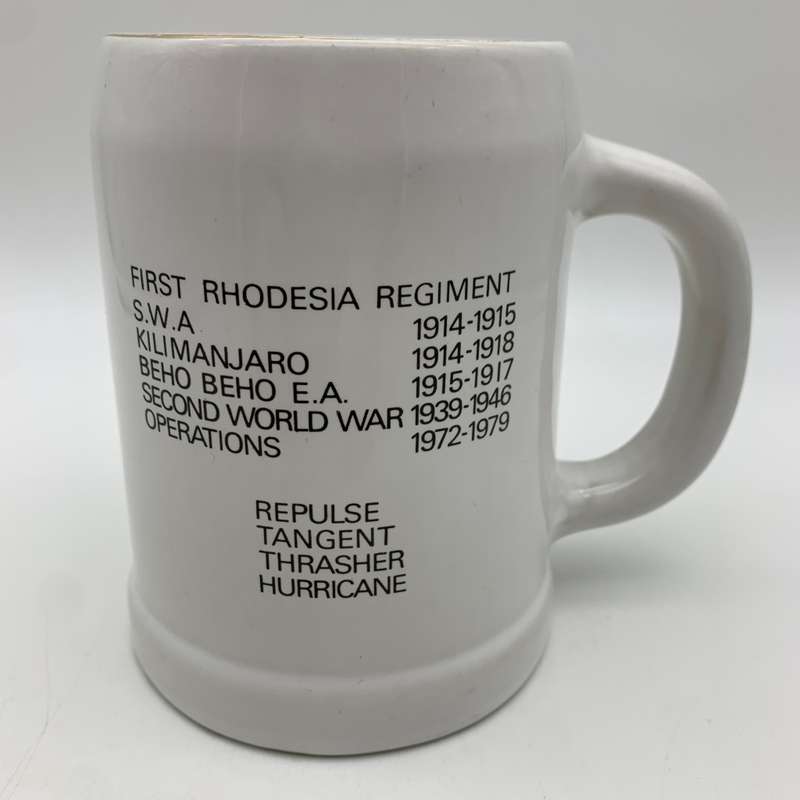 FIRST RHODESIA REGIMENT
S.W.A 1914-1915
KILIMANJARO 1914-1918
BEHO BEHO E.A. 1915-1917
SECOND WORLD WAR 1939-1946
OPERATIONS 1972-1979
REPULSE
TANGENT
THRASHER
HURRICANE